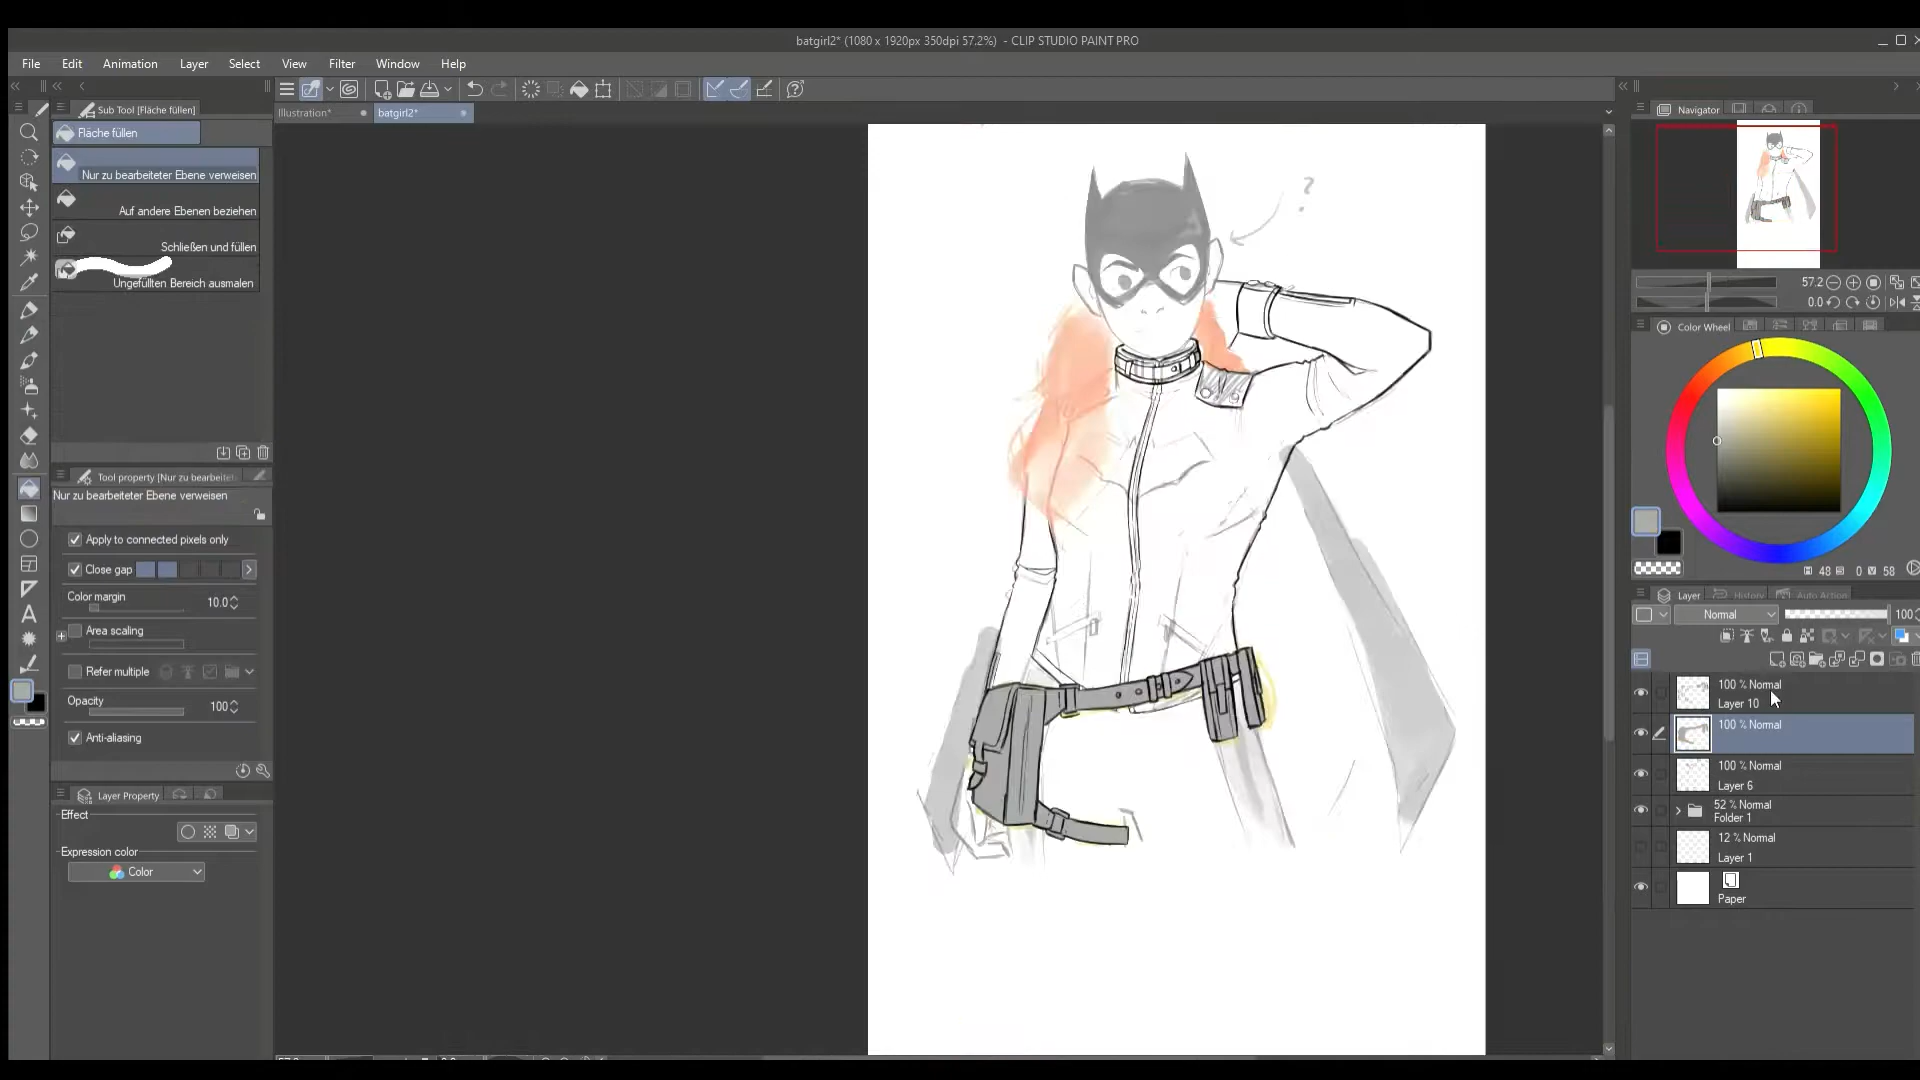 batgirl2* (1080 x 1920px 350dpi 57.2%) - CLIP STUDIO PAINT PRO
File Edit Animation Layer Select View Filter Window Help
Sub Tool [Fläche füllen]
Illustration* batgirl2*
Navigator
Fläche füllen
Nur zu bearbeiteter Ebene verweisen
Auf andere Ebenen beziehen
Schließen und füllen
Ungefüllten Bereich ausmalen
?
57.2
0.0
Color Wheel
Tool property [Nur zu bearbeitet
Nur zu bearbeiteter Ebene verweisen
Apply to connected pixels only
Close gap
Color margin 10.0
Area scaling
Refer multiple
Opacity 100
Anti-aliasing
48 0 58
Layer History Auto Action
Normal 100
100 % Normal
Layer 10
100 % Normal
100 % Normal
Layer 6
52 % Normal
Folder 1
12 % Normal
Layer 1
Paper
Layer Property
Effect
Expression color
Color